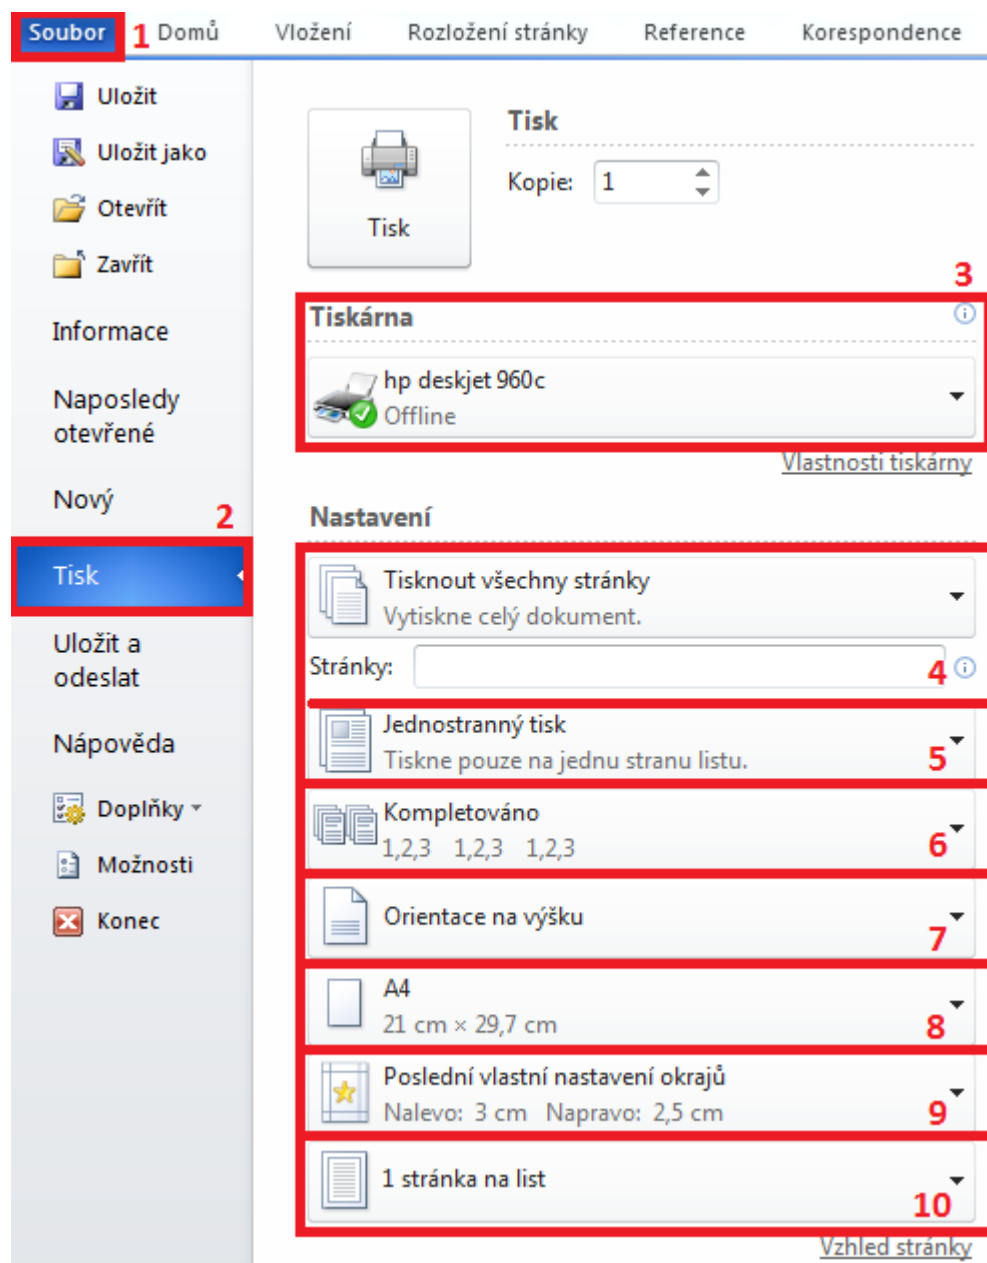 Soubor 1 Domů Vložení Rozložení stránky Reference Korespondence
Uložit
Uložit jako
Otevřít
Zavřít
Informace
Naposledy
otevřené
Nový
2
Tisk
Uložit a
odeslat
Nápověda
Doplňky
Možnosti
Konec
Tisk
Tisk
Kopie: 1
3
Tiskárna
hp deskjet 960c
Offline
Vlastnosti tiskárny
Nastavení
Tisknout všechny stránky
Vytiskne celý dokument.
Stránky: 4
Jednostranný tisk
Tiskne pouze na jednu stranu listu. 5
Kompletováno
1,2,3 1,2,3 1,2,3 6
Orientace na výšku
7
A4
21 cm × 29,7 cm 8
Poslední vlastní nastavení okrajů
Nalevo: 3 cm Napravo: 2,5 cm 9
1 stránka na list
10
Vzhled stránky